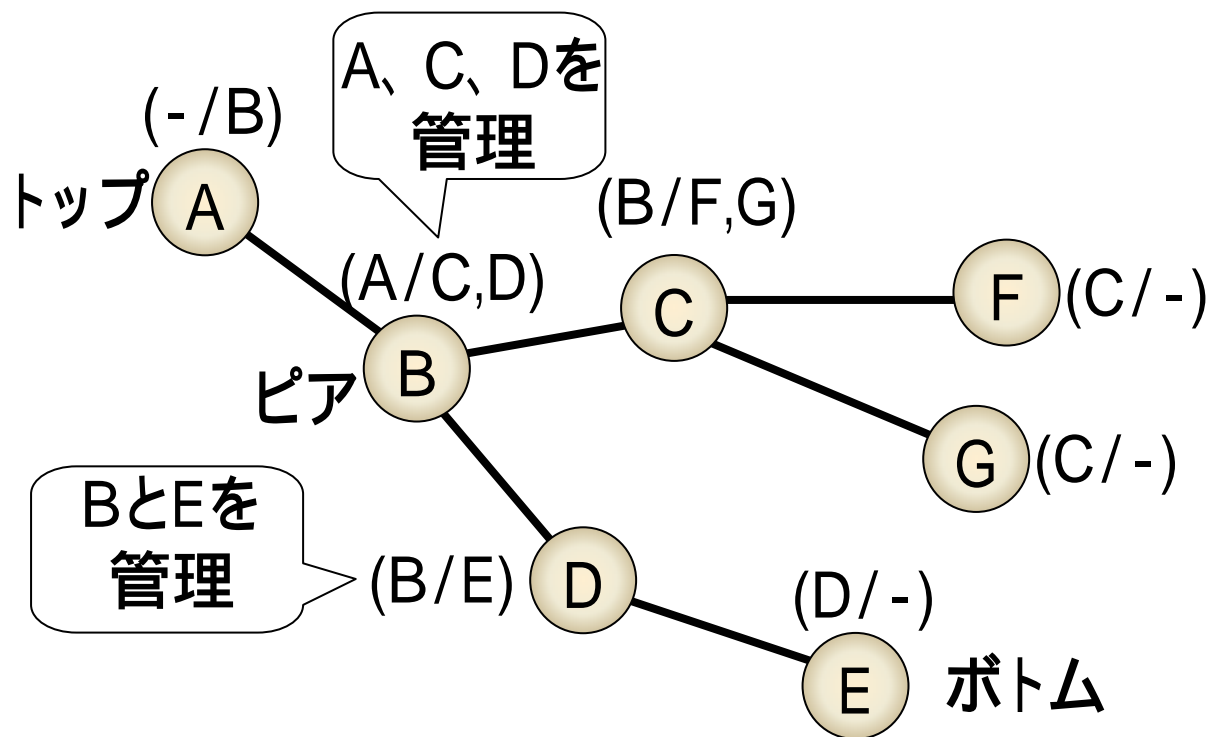 A、C、Dを
管理
(-/B)
トップ
A
(B/F,G)
(A/C,D)
C
F
(C/-)
B
ピア
G
(C/-)
BとEを
管理
(B/E)
D
(D/-)
E
ボトム